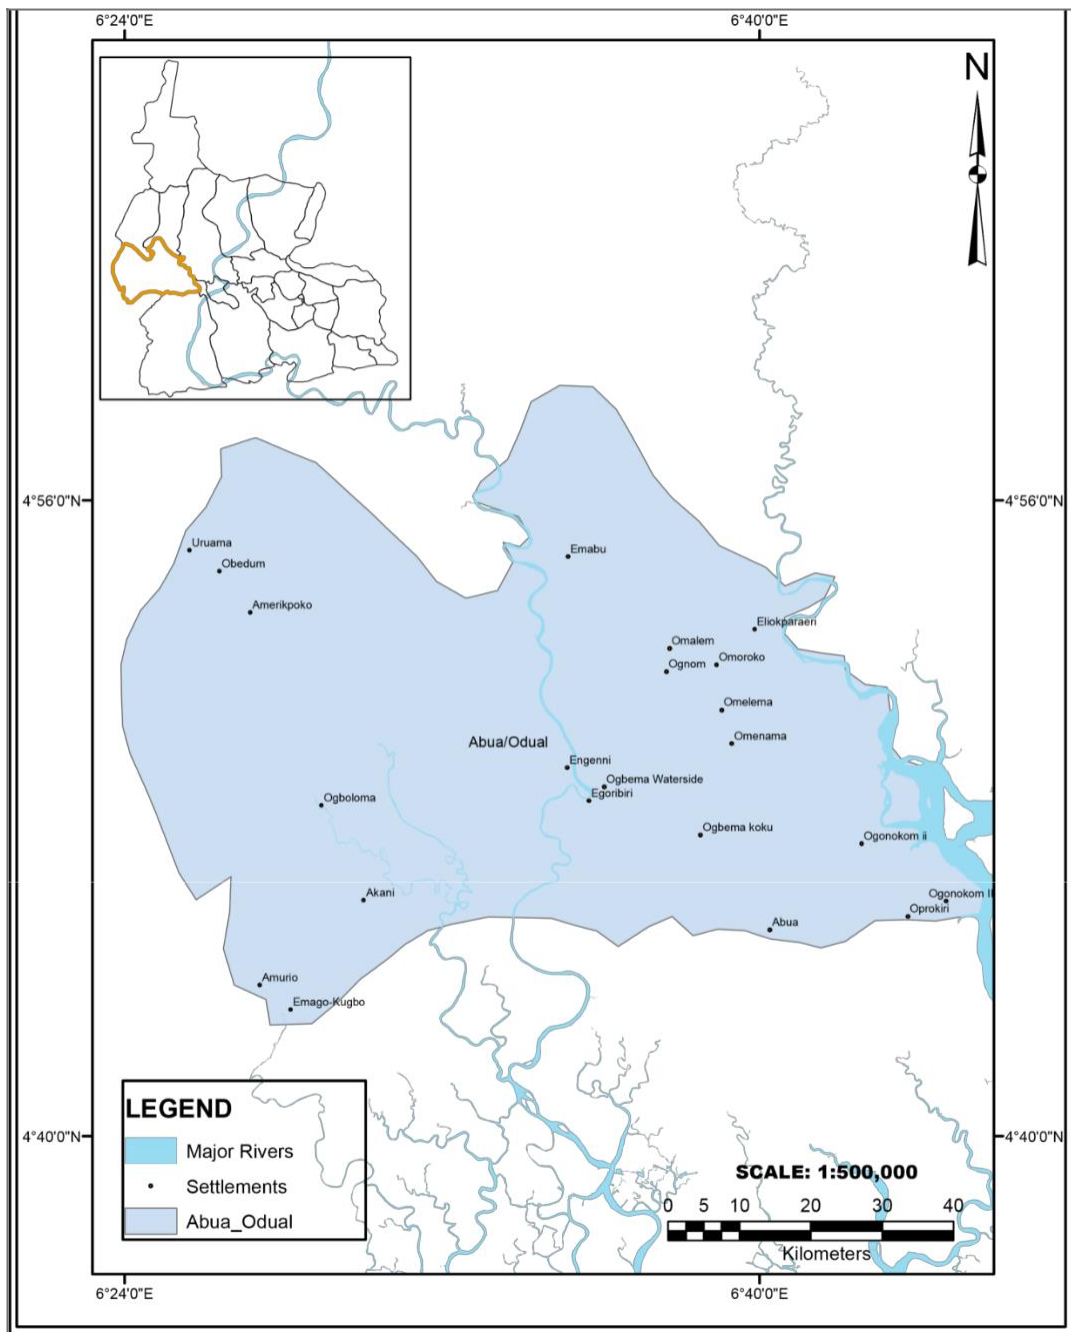 6°24'0"E
6°40'0"E
N
4°56'0"N
4°56'0"N
Uruama
Emabu
Obedum
Amerikpoko
Eliokparaeri
Omalem
Omoroko
Ognom
Omelema
Omenama
Abua/Odual
Engenni
Ogbema Waterside
Egoribiri
Ogboloma
Ogbema koku
Ogonokom ii
Akani
Ogonokom II
Oprokiri
Abua
Amurio
Emago-Kugbo
LEGEND
Major Rivers
Settlements
Abua_Odual
4°40'0"N
4°40'0"N
SCALE: 1:500,000
0 5 10 20 30 40
Kilometers
6°24'0"E
6°40'0"E